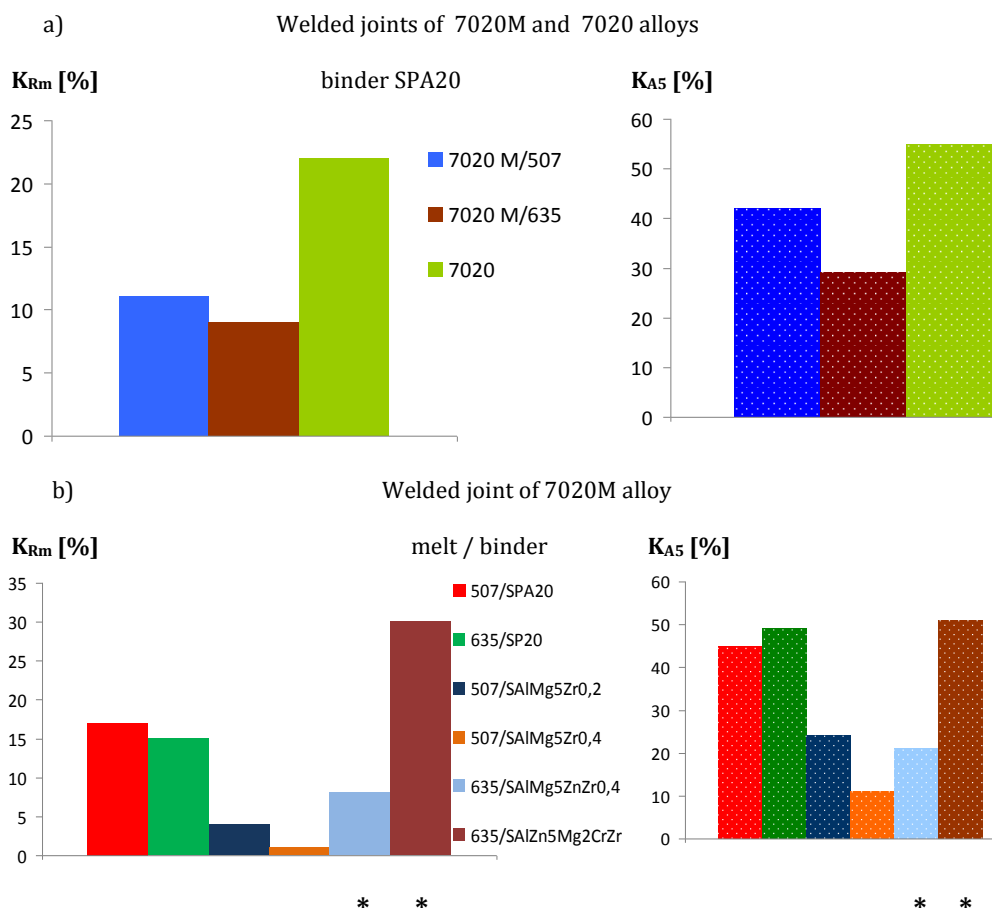 a) Welded joints of 7020M and 7020 alloys
KRm [%] binder SPA20 KA5 [%]
25
20
15
10
5
0
7020 M/507
7020 M/635
7020
60
50
40
30
20
10
0
b) Welded joint of 7020M alloy
KRm [%] melt / binder KA5 [%]
35
30
25
20
15
10
5
0
507/SPA20
635/SP20
507/SAlMg5Zr0,2
507/SAlMg5Zr0,4
635/SAlMg5ZnZr0,4
635/SAlZn5Mg2CrZr
60
50
40
30
20
10
0
* * * *